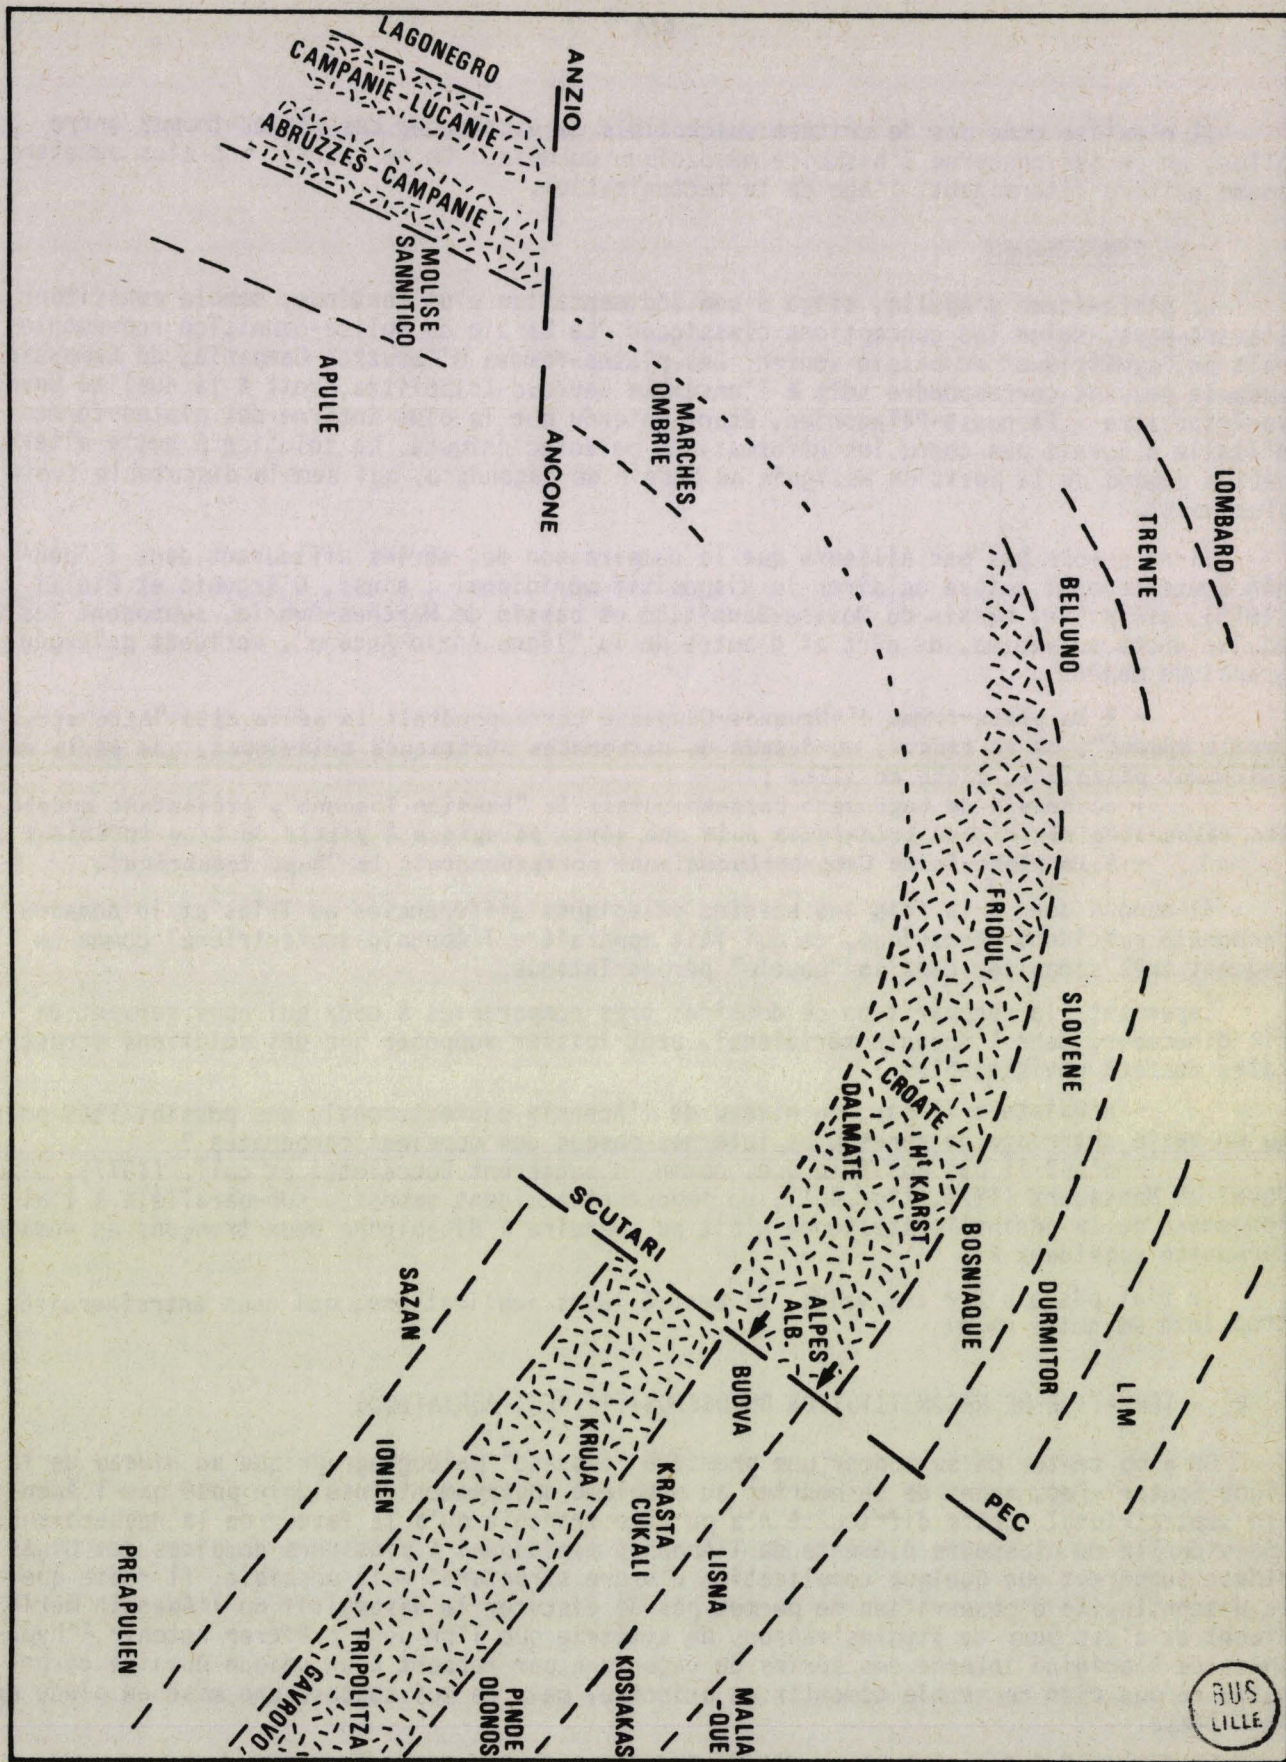 LAGONEGRO
CAMPANIE-LUCANIE
ABRUZZES-CAMPANIE
MOLISE
SANNITICO
APULIE
ANZIO
ANCONE
MARCHES
OMBRIE
LOMBARD
TRENTE
BELLUNO
FRIOUL
SLOVENE
CROATE
Ht KARST
DALMATE
BOSNIAQUE
DURMITOR
LIM
ALPES
ALB.
SCUTARI
PEC
BUDVA
SAZAN
IONIEN
PREAPULIEN
KRUJA
KRASTA
CUKALI
LISNA
TRIPOLITZA
GAVROVO
PINDE
OLONOS
KOSIAKAS
MALIA
-QUE
BUS
LILLE